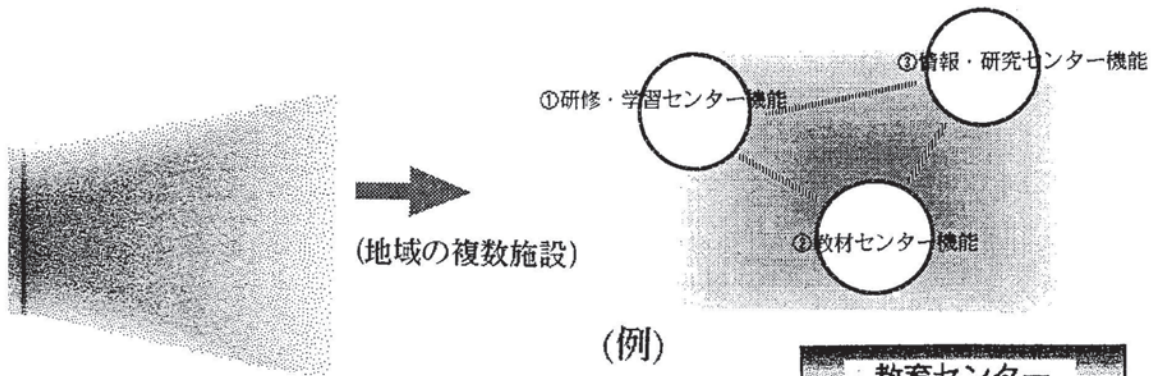 ③情報・研究センター機能
①研修・学習センター機能
(地域の複数施設)
②教材センター機能
(例)
教育センター